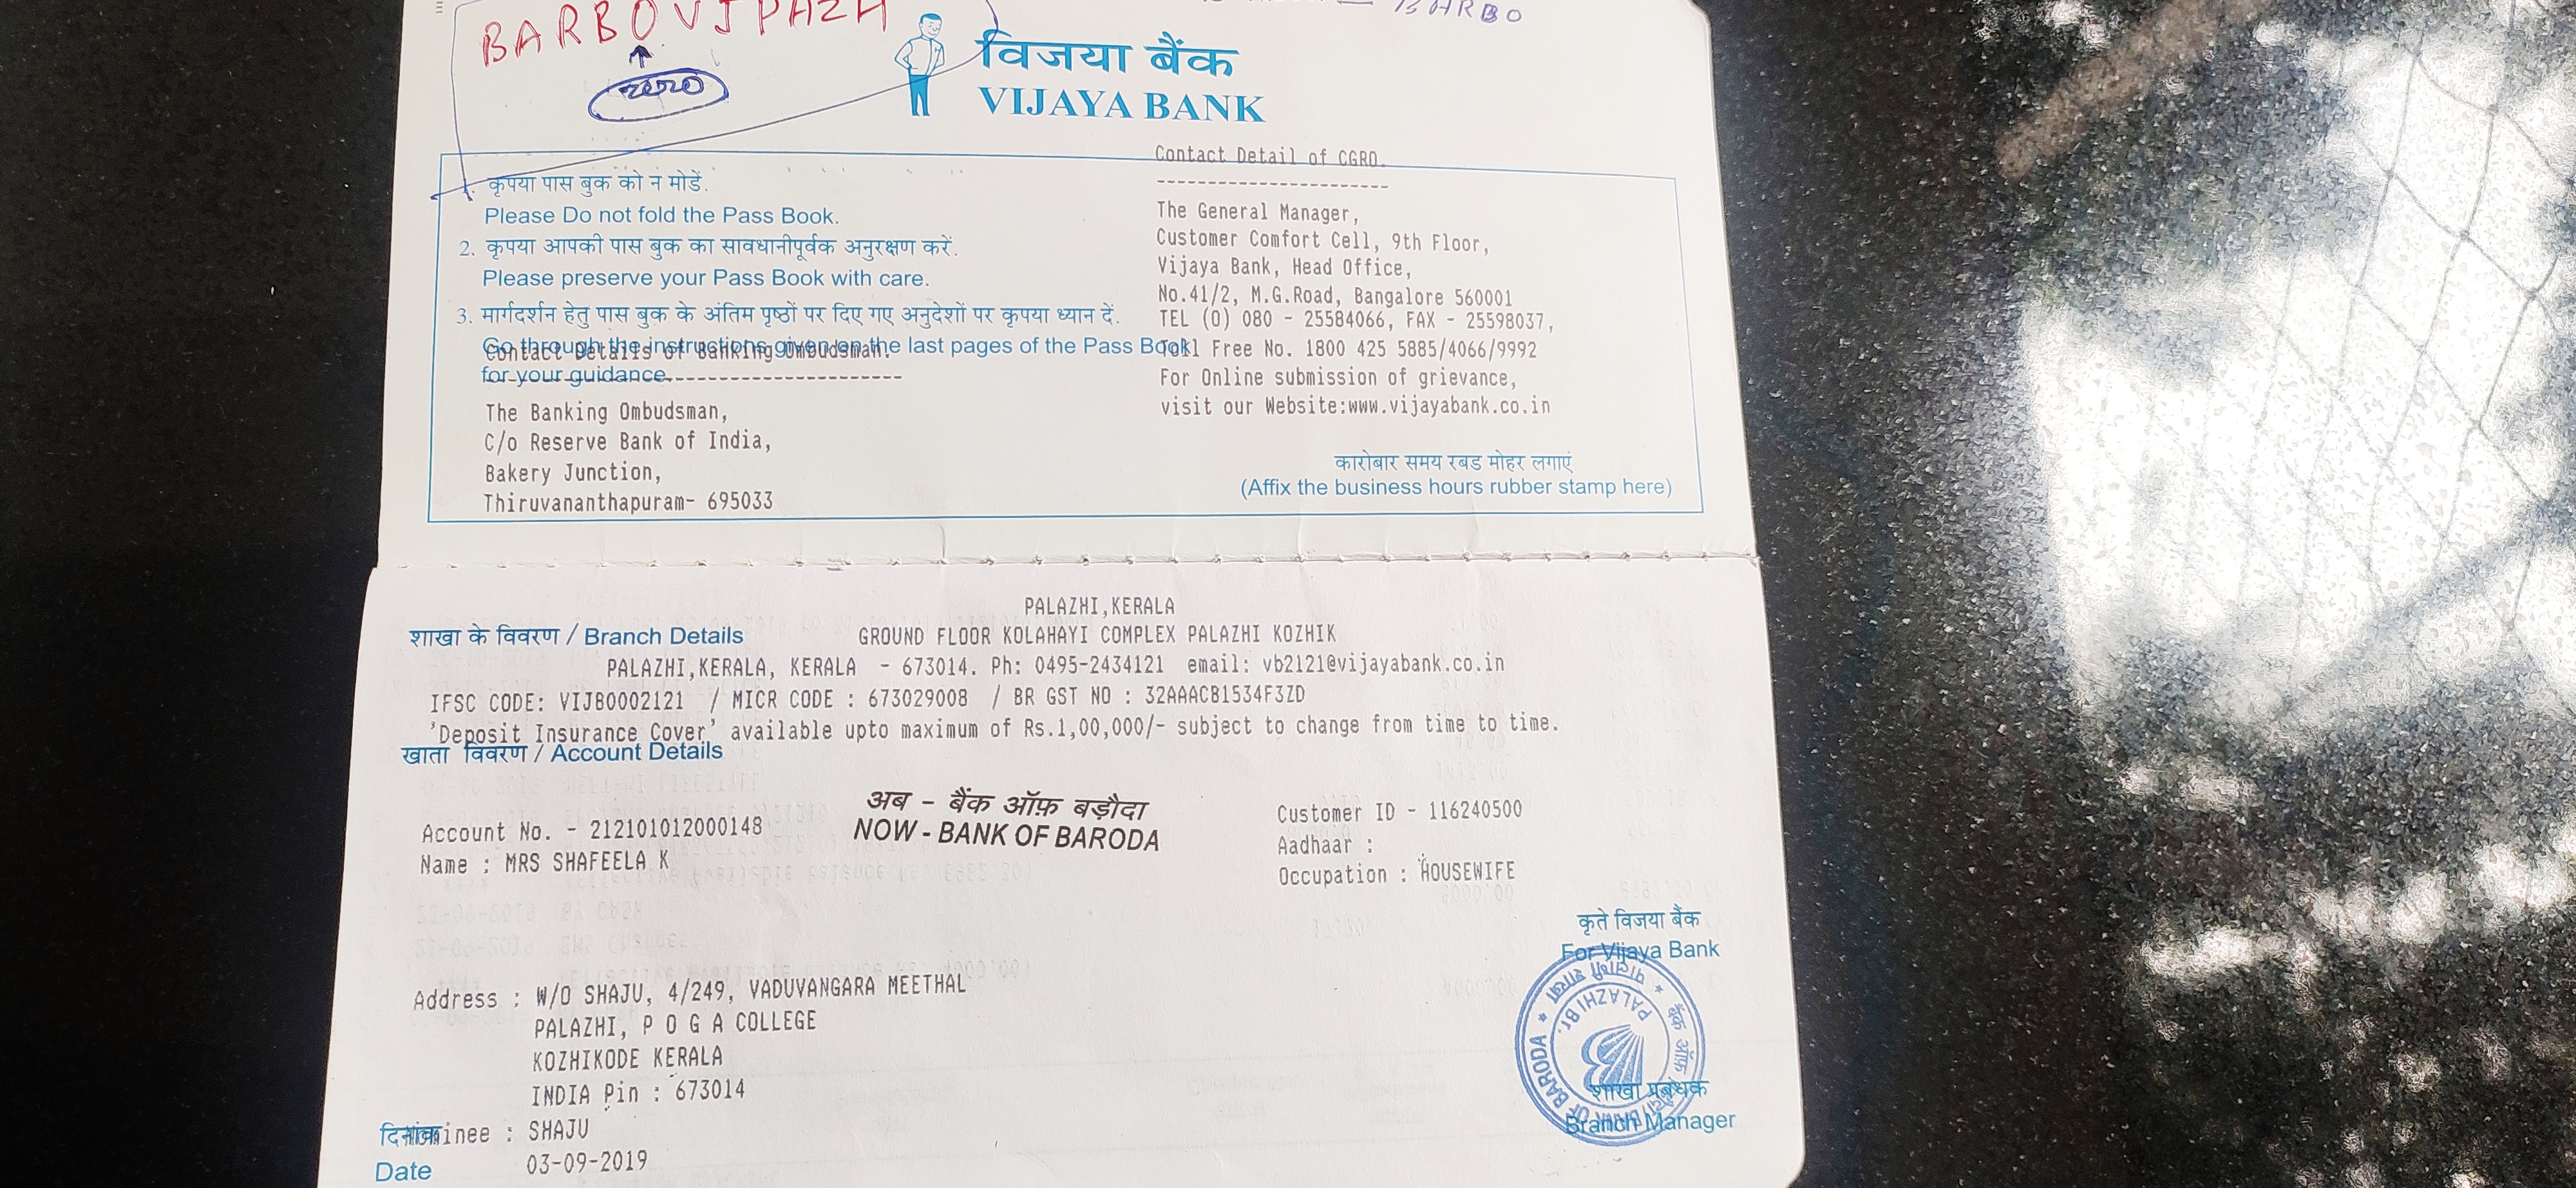 BARB0VJPAZH
zero
BARB0
विजया बैंक
VIJAYA BANK
Contact Detail of CGRO.
----------------------
1. कृपया पास बुक को न मोडें.
Please Do not fold the Pass Book.
2. कृपया आपकी पास बुक का सावधानीपूर्वक अनुरक्षण करें.
Please preserve your Pass Book with care.
3. मार्गदर्शन हेतु पास बुक के अंतिम पृष्ठों पर दिए गए अनुदेशों पर कृपया ध्यान दें.
Go through the instructions given on the last pages of the Pass Book
for your guidance.
Contact Details of Banking Ombudsman.
The Banking Ombudsman,
C/o Reserve Bank of India,
Bakery Junction,
Thiruvananthapuram- 695033
The General Manager,
Customer Comfort Cell, 9th Floor,
Vijaya Bank, Head Office,
No.41/2, M.G.Road, Bangalore 560001
TEL (O) 080 - 25584066, FAX - 25598037,
Toll Free No. 1800 425 5885/4066/9992
For Online submission of grievance,
visit our Website:www.vijayabank.co.in
कारोबार समय रबड मोहर लगाएं
(Affix the business hours rubber stamp here)
PALAZHI,KERALA
शाखा के विवरण / Branch Details GROUND FLOOR KOLAHAYI COMPLEX PALAZHI KOZHIK
PALAZHI,KERALA, KERALA - 673014. Ph: 0495-2434121 email: vb2121@vijayabank.co.in
IFSC CODE: VIJB0002121 / MICR CODE : 673029008 / BR GST NO : 32AAACB1534F3ZD
'Deposit Insurance Cover' available upto maximum of Rs.1,00,000/- subject to change from time to time.
खाता विवरण / Account Details
अब - बैंक ऑफ़ बड़ौदा
NOW - BANK OF BARODA
Account No. - 212101012000148
Name : MRS SHAFEELA K
Customer ID - 116240500
Aadhaar :
Occupation : HOUSEWIFE
कृते विजया बैंक
For Vijaya Bank
Address : W/O SHAJU, 4/249, VADUVANGARA MEETHAL
PALAZHI, P O G A COLLEGE
KOZHIKODE KERALA
INDIA Pin : 673014
Nominee : SHAJU
दिनांक
Date 03-09-2019
PALAZHI Br.
BANK OF BARODA
बैंक ऑफ़
शाखा प्रबंधक
Branch Manager